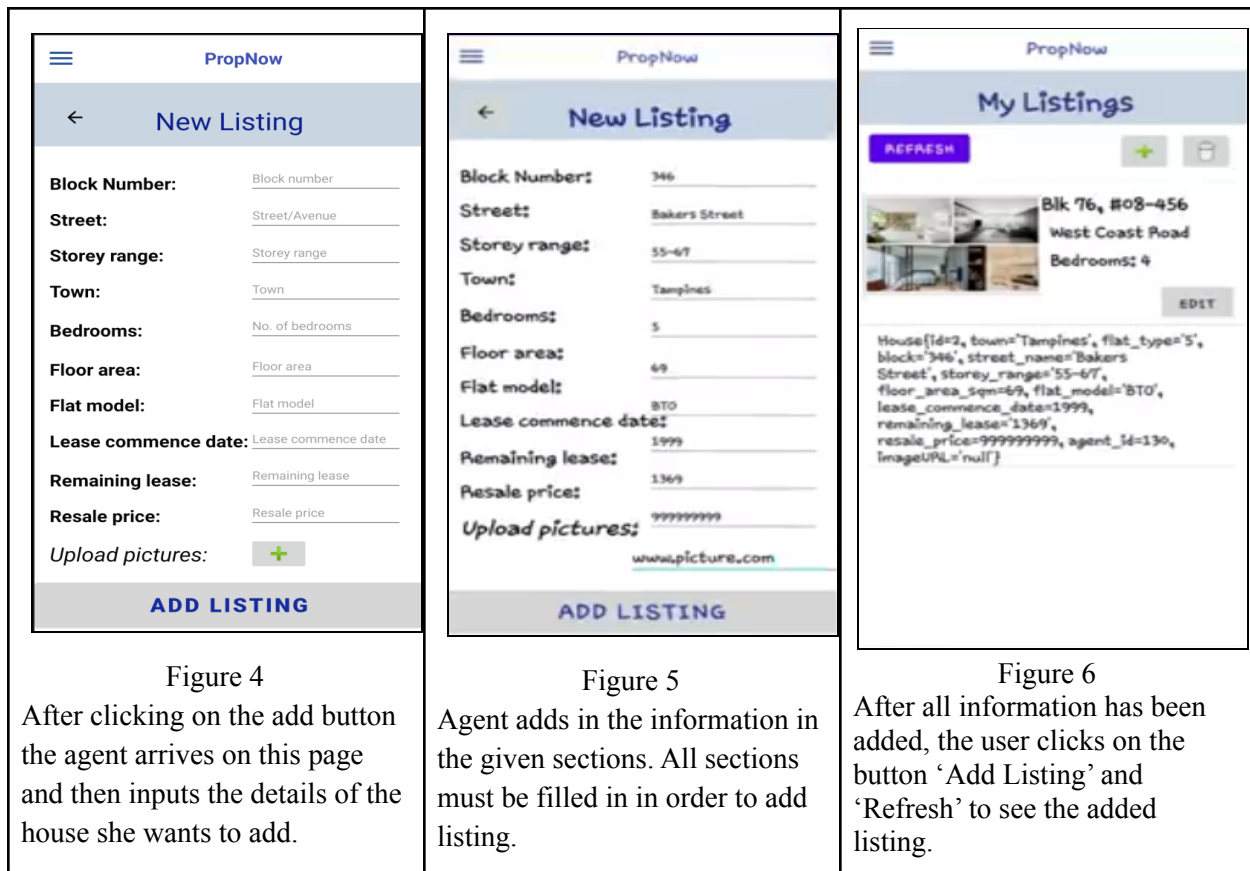 PropNow
New Listing
Block Number: Block number
Street: Street/Avenue
Storey range: Storey range
Town: Town
Bedrooms: No. of bedrooms
Floor area: Floor area
Flat model: Flat model
Lease commence date: Lease commence date
Remaining lease: Remaining lease
Resale price: Resale price
Upload pictures:
ADD LISTING
Figure 4
After clicking on the add button
the agent arrives on this page
and then inputs the details of the
house she wants to add.
PropNow
New Listing
Block Number: 346
Street: Bakers Street
Storey range: 55-67
Town: Tampines
Bedrooms: 5
Floor area: 69
Flat model: BTO
Lease commence date: 1999
Remaining lease: 1369
Resale price: 999999999
Upload pictures:
www.picture.com
ADD LISTING
Figure 5
Agent adds in the information in
the given sections. All sections
must be filled in in order to add
listing.
PropNow
My Listings
REFRESH
Blk 76, #08-456
West Coast Road
Bedrooms: 4
EDIT
House{id=2, town='Tampines', flat_type='5',
block='346', street_name='Bakers
Street', storey_range='55-67',
floor_area_sqm=69, flat_model='BTO',
lease_commence_date=1999,
remaining_lease='1369',
resale_price=999999999, agent_id=130,
imageURL='null'}
Figure 6
After all information has been
added, the user clicks on the
button ‘Add Listing’ and
‘Refresh’ to see the added
listing.